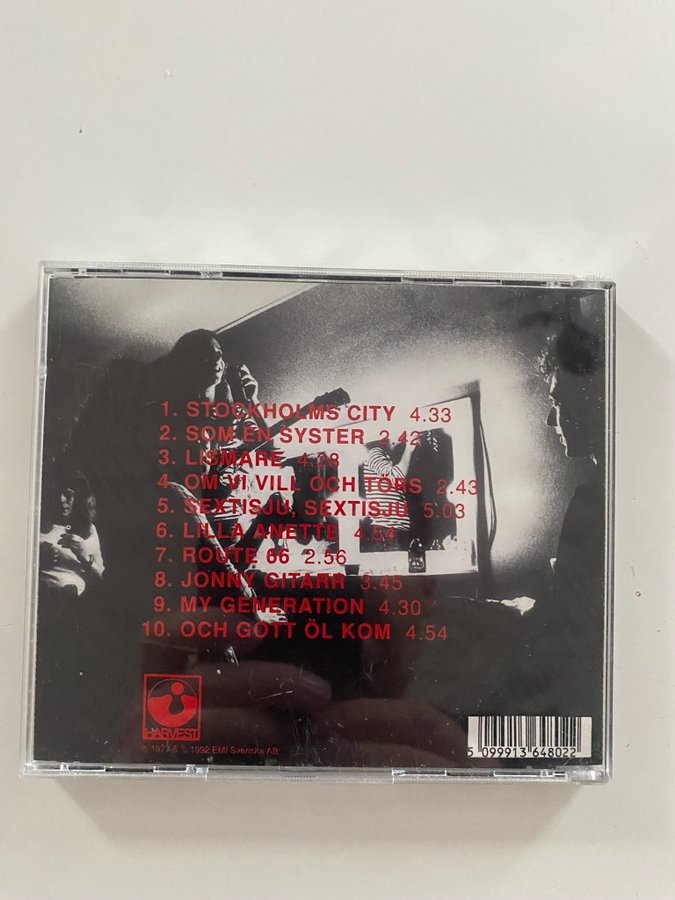 1. STOCKHOLMS CITY 4.33
2. SOM EN SYSTER 2.42
3. LISMARE 4.28
4. OM VI VILL OCH TÖRS 2.43
5. SEXTISJU, SEXTISJU 5.03
6. LILLA ANETTE 4.54
7. ROUTE 66 2.56
8. JONNY GITARR 3.45
9. MY GENERATION 4.30
10. OCH GOTT ÖL KOM 4.54
HARVEST
1992 EMI Svenska AB
5 099913 648022